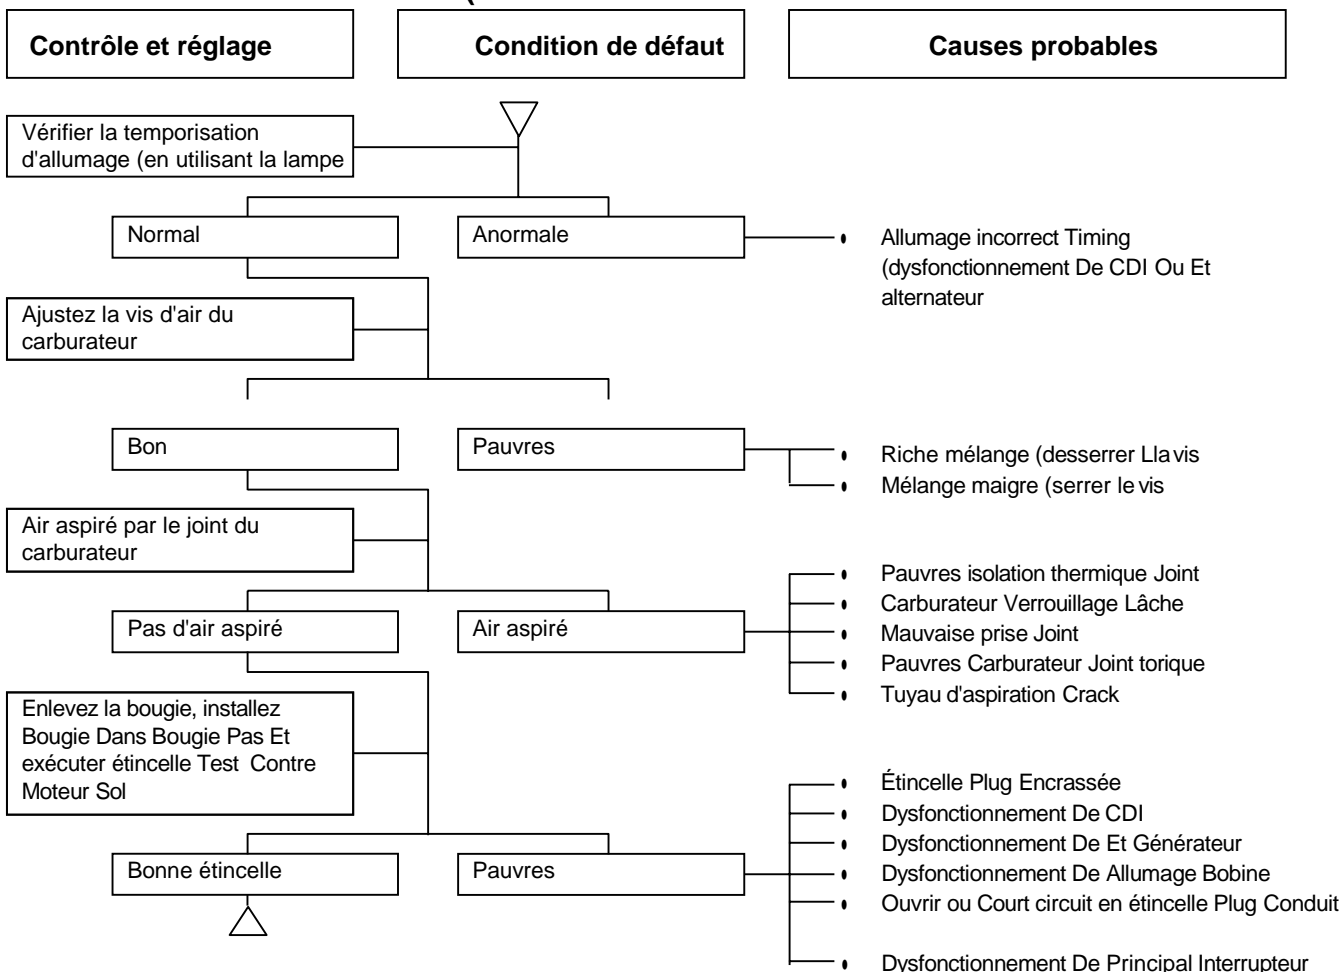 (
Contrôle et réglage
Condition de défaut
Causes probables
Vérifier la temporisation
d'allumage (en utilisant la lampe
Normal
Anormale
• Allumage incorrect Timing
(dysfonctionnement De CDI Ou Et
alternateur
Ajustez la vis d'air du
carburateur
Bon
Pauvres
• Riche mélange (desserrer Lla vis
• Mélange maigre (serrer le vis
Air aspiré par le joint du
carburateur
Pas d'air aspiré
Air aspiré
• Pauvres isolation thermique Joint
• Carburateur Verrouillage Lâche
• Mauvaise prise Joint
• Pauvres Carburateur Joint torique
• Tuyau d'aspiration Crack
Enlevez la bougie, installez
Bougie Dans Bougie Pas Et
exécuter étincelle Test Contre
Moteur Sol
Bonne étincelle
Pauvres
• Étincelle Plug Encrassée
• Dysfonctionnement De CDI
• Dysfonctionnement De Et Générateur
• Dysfonctionnement De Allumage Bobine
• Ouvrir ou Court circuit en étincelle Plug Conduit
• Dysfonctionnement De Principal Interrupteur